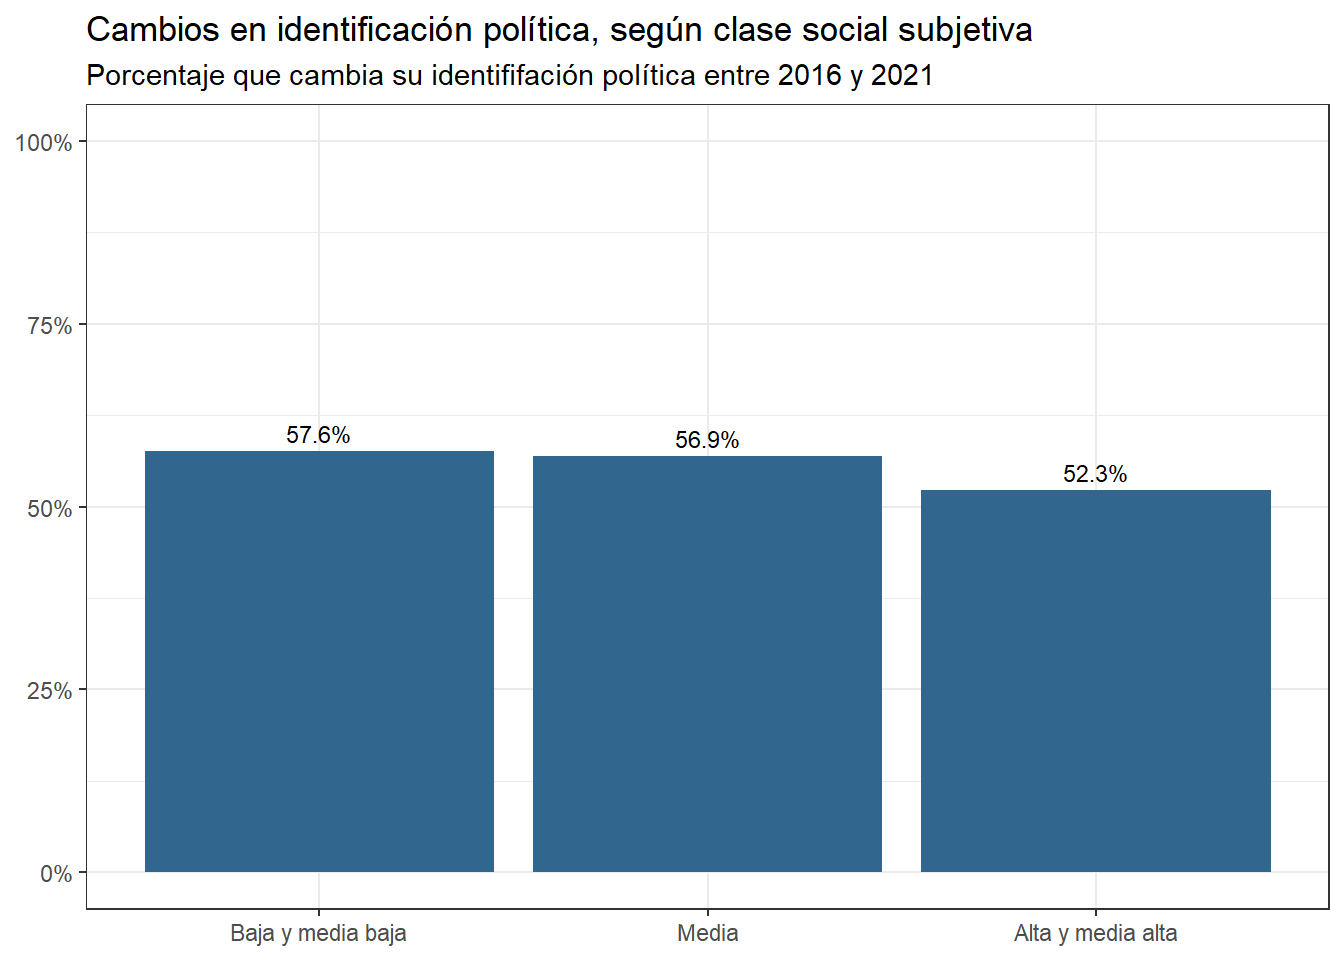 Cambios en identificación política, según clase social subjetiva
Porcentaje que cambia su identififación política entre 2016 y 2021
100%
75%
50%
25%
0%
57.6%
56.9%
52.3%
Baja y media baja
Media
Alta y media alta